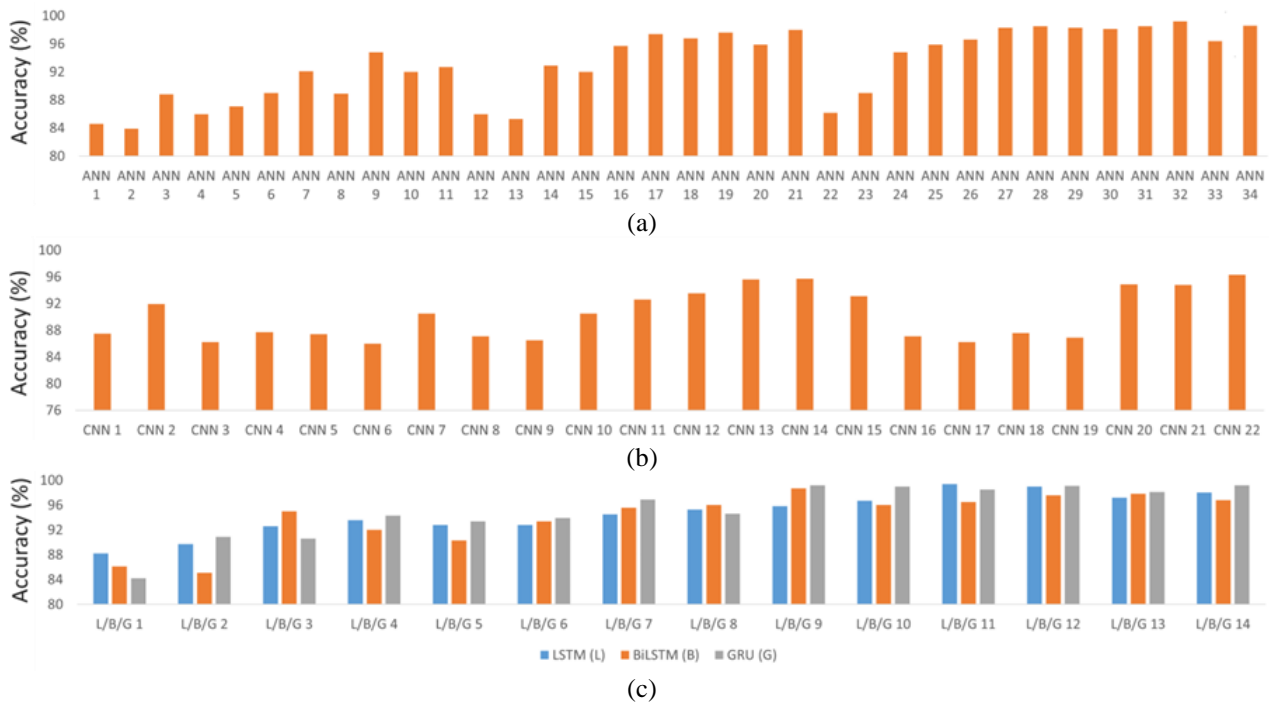 Accuracy (%)
100
96
92
88
84
80
ANN ANN ANN ANN ANN ANN ANN ANN ANN ANN ANN ANN ANN ANN ANN ANN ANN ANN ANN ANN ANN ANN ANN ANN ANN ANN ANN ANN ANN ANN ANN ANN ANN ANN
1 2 3 4 5 6 7 8 9 10 11 12 13 14 15 16 17 18 19 20 21 22 23 24 25 26 27 28 29 30 31 32 33 34
(a)
Accuracy (%)
100
96
92
88
84
80
76
CNN 1 CNN 2 CNN 3 CNN 4 CNN 5 CNN 6 CNN 7 CNN 8 CNN 9 CNN 10 CNN 11 CNN 12 CNN 13 CNN 14 CNN 15 CNN 16 CNN 17 CNN 18 CNN 19 CNN 20 CNN 21 CNN 22
(b)
Accuracy (%)
100
96
92
88
84
80
L/B/G 1 L/B/G 2 L/B/G 3 L/B/G 4 L/B/G 5 L/B/G 6 L/B/G 7 L/B/G 8 L/B/G 9 L/B/G 10 L/B/G 11 L/B/G 12 L/B/G 13 L/B/G 14
LSTM (L) BiLSTM (B) GRU (G)
(c)